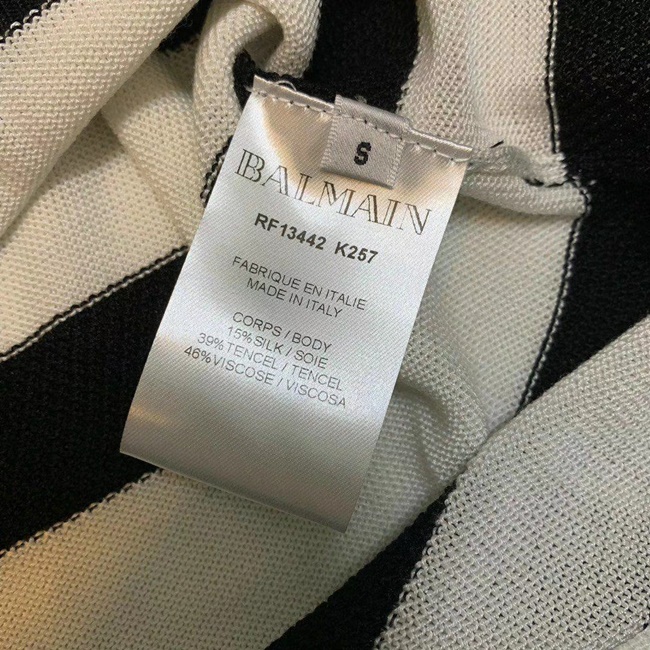 S
BALMAIN
RF13442 K257
FABRIQUE EN ITALIE
MADE IN ITALY
CORPS / BODY
15% SILK / SOIE
39% TENCEL / TENCEL
46% VISCOSE / VISCOSA